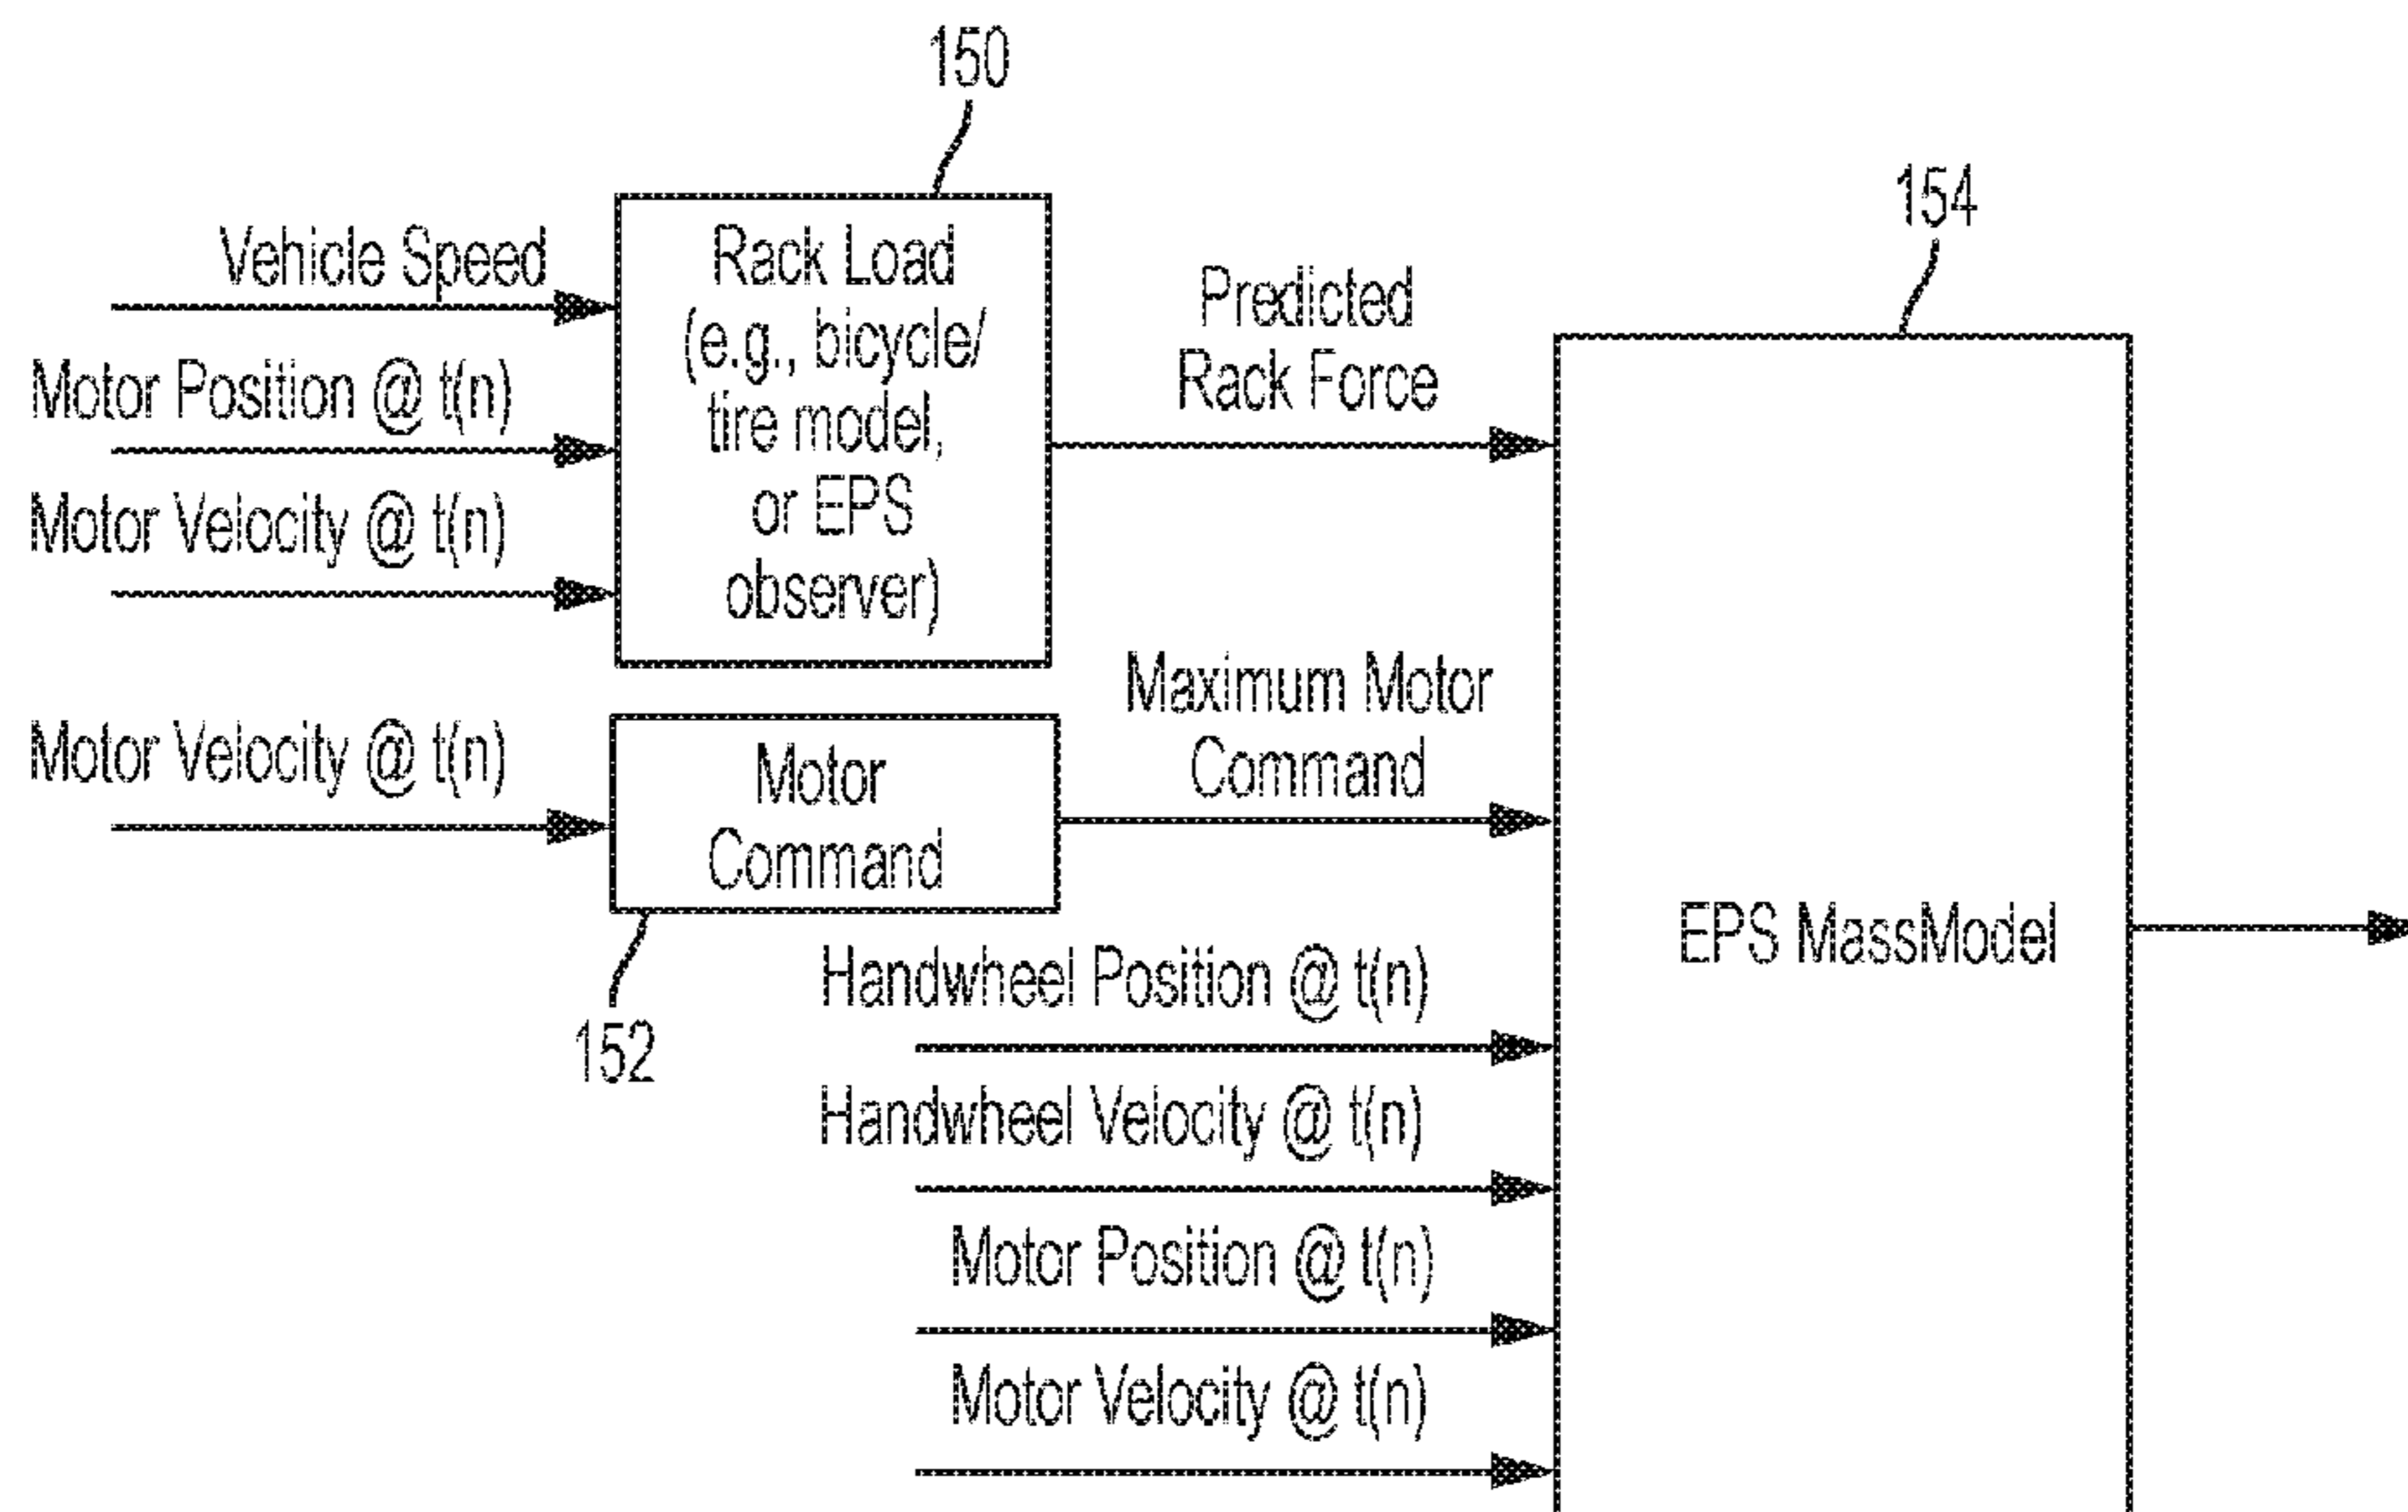 150
154
Vehicle Speed
Motor Position @ t(n)
Motor Velocity @ t(n)
Rack Load
(e.g., bicycle/
tire model,
or EPS
observer)
Predicted
Rack Force
Motor Velocity @ t(n)
Motor
Command
152
Maximum Motor
Command
Handwheel Position @ t(n)
Handwheel Velocity @ t(n)
Motor Position @ t(n)
Motor Velocity @ t(n)
EPS MassModel